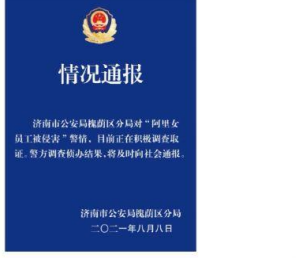 情况通报
济南市公安局槐荫区分局对“阿里女
员工被侵害”警情，目前正在积极调查取
证。警方调查侦办结果，将及时向社会通报。
济南市公安局槐荫区分局
二〇二一年八月八日